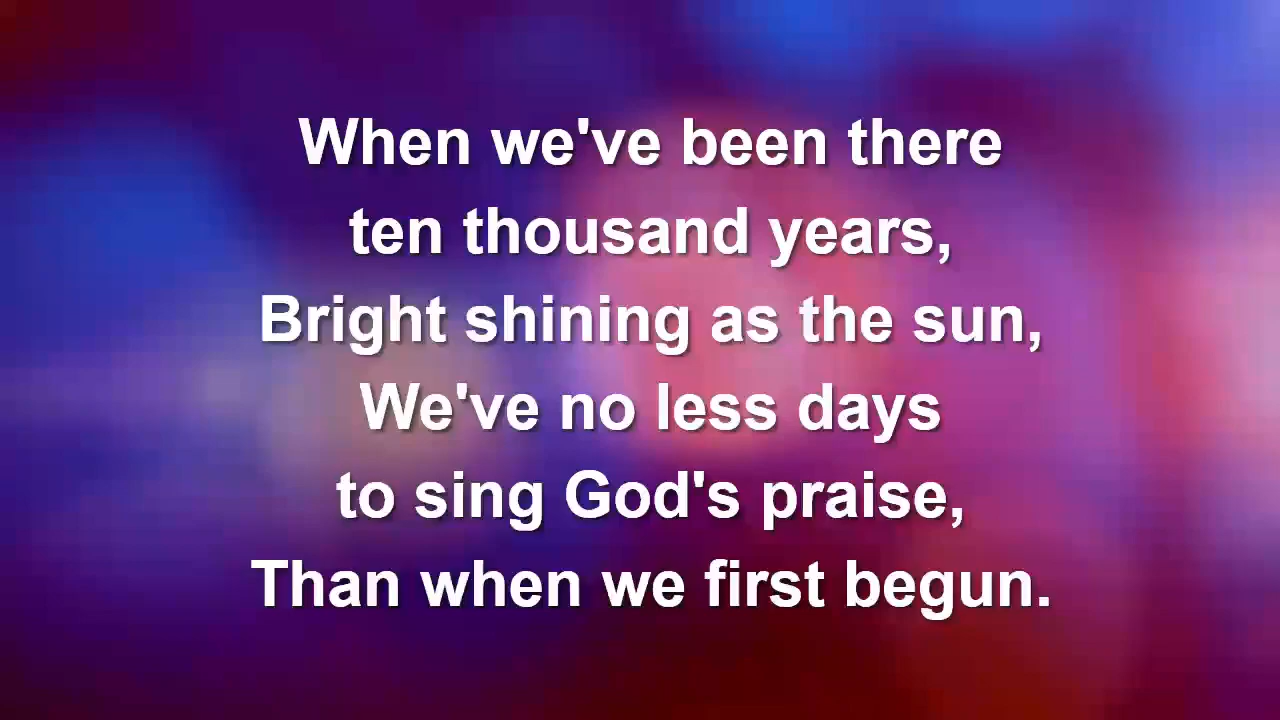 When we've been there
ten thousand years,
Bright shining as the sun,
We've no less days
to sing God's praise,
Than when we first begun.